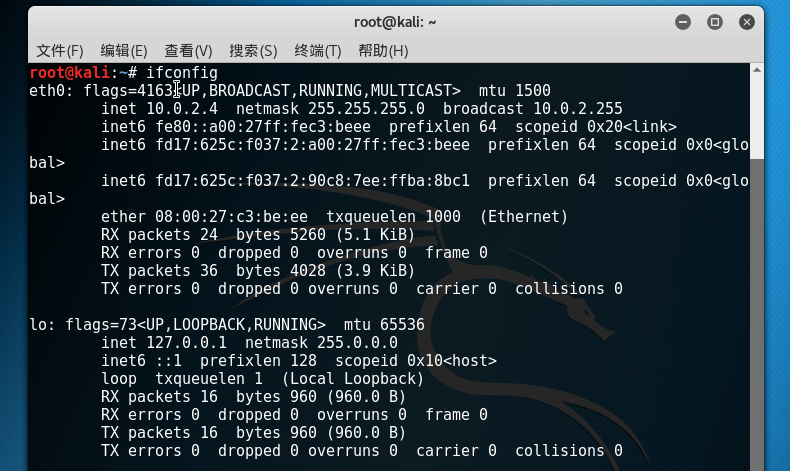 root@kali: ~
文件(F) 编辑(E) 查看(V) 搜索(S) 终端(T) 帮助(H)
root@kali:~# ifconfig
eth0: flags=4163<UP,BROADCAST,RUNNING,MULTICAST>  mtu 1500
        inet 10.0.2.4  netmask 255.255.255.0  broadcast 10.0.2.255
        inet6 fe80::a00:27ff:fec3:beee  prefixlen 64  scopeid 0x20<link>
        inet6 fd17:625c:f037:2:a00:27ff:fec3:beee  prefixlen 64  scopeid 0x0<glo
bal>
        inet6 fd17:625c:f037:2:90c8:7ee:ffba:8bc1  prefixlen 64  scopeid 0x0<glo
bal>
        ether 08:00:27:c3:be:ee  txqueuelen 1000  (Ethernet)
        RX packets 24  bytes 5260 (5.1 KiB)
        RX errors 0  dropped 0  overruns 0  frame 0
        TX packets 36  bytes 4028 (3.9 KiB)
        TX errors 0  dropped 0 overruns 0  carrier 0  collisions 0
lo: flags=73<UP,LOOPBACK,RUNNING>  mtu 65536
        inet 127.0.0.1  netmask 255.0.0.0
        inet6 ::1  prefixlen 128  scopeid 0x10<host>
        loop  txqueuelen 1  (Local Loopback)
        RX packets 16  bytes 960 (960.0 B)
        RX errors 0  dropped 0  overruns 0  frame 0
        TX packets 16  bytes 960 (960.0 B)
        TX errors 0  dropped 0 overruns 0  carrier 0  collisions 0